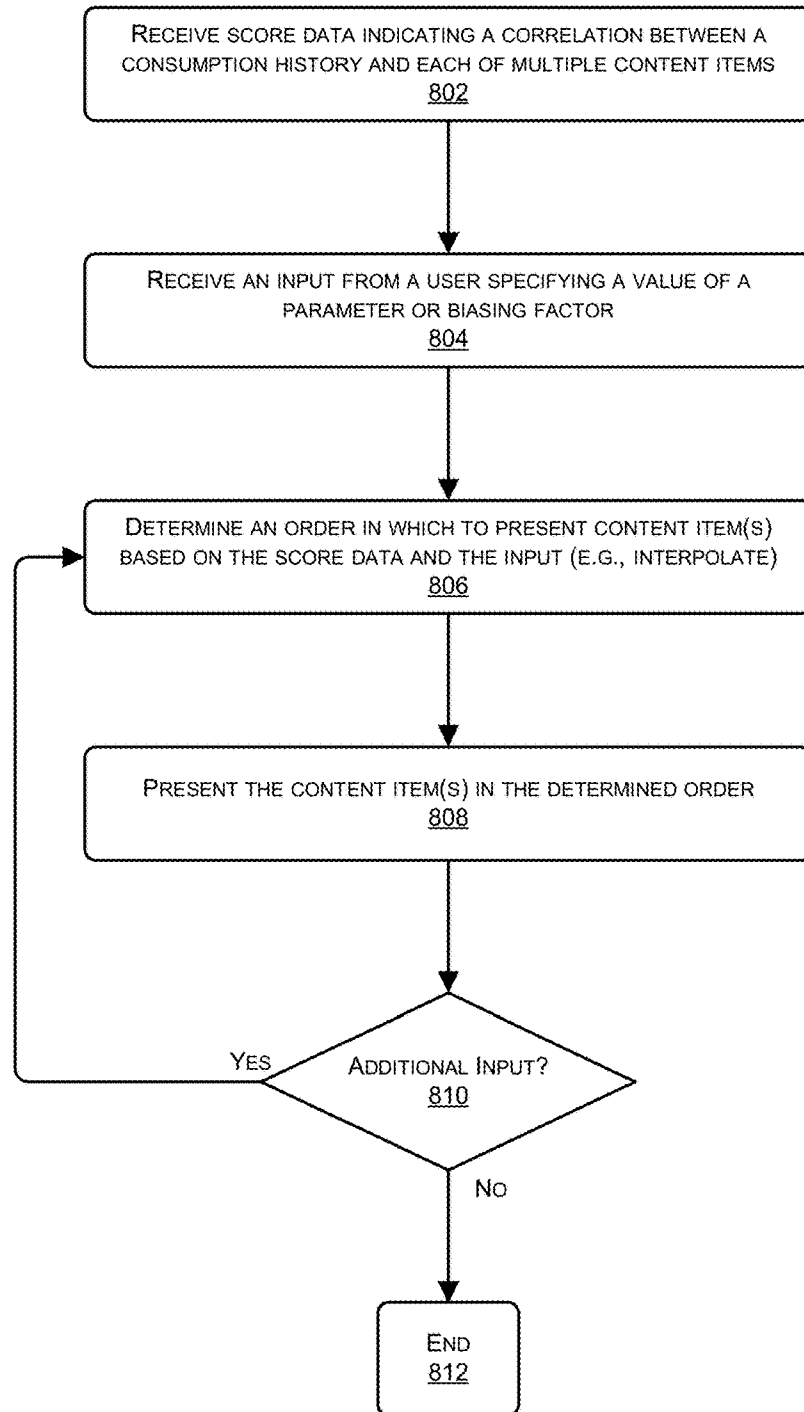 RECEIVE SCORE DATA INDICATING A CORRELATION BETWEEN A
CONSUMPTION HISTORY AND EACH OF MULTIPLE CONTENT ITEMS
802
RECEIVE AN INPUT FROM A USER SPECIFYING A VALUE OF A
PARAMETER OR BIASING FACTOR
804
DETERMINE AN ORDER IN WHICH TO PRESENT CONTENT ITEM(S)
BASED ON THE SCORE DATA AND THE INPUT (E.G., INTERPOLATE)
806
PRESENT THE CONTENT ITEM(S) IN THE DETERMINED ORDER
808
YES
ADDITIONAL INPUT?
810
NO
END
812